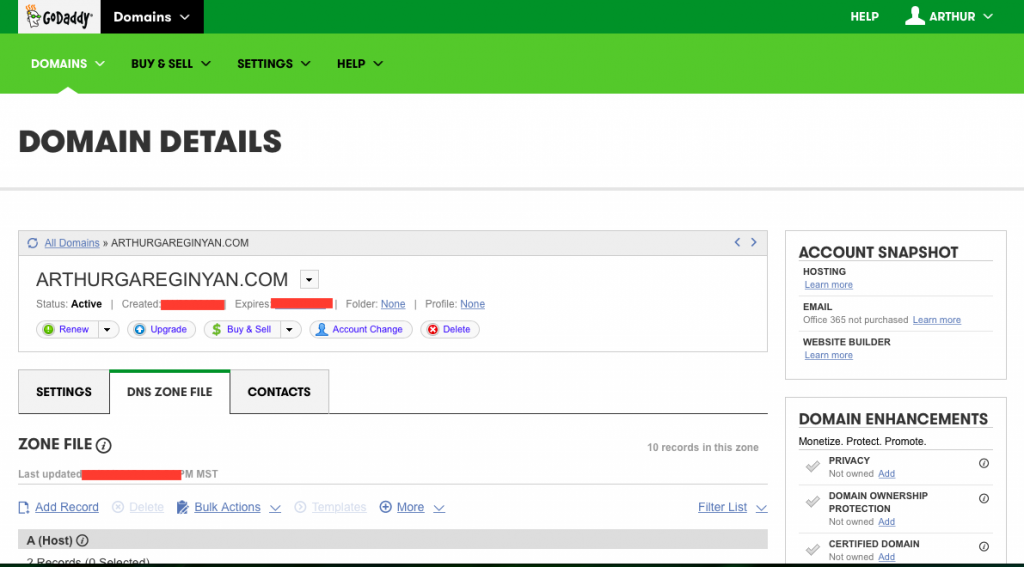 GoDaddy™ Domains HELP ARTHUR
DOMAINS BUY & SELL SETTINGS HELP
DOMAIN DETAILS
All Domains » ARTHURGAREGINYAN.COM
ARTHURGAREGINYAN.COM
Status: Active | Created: | Expires: | Folder: None | Profile: None
Renew Upgrade Buy & Sell Account Change Delete
SETTINGS DNS ZONE FILE CONTACTS
ZONE FILE
10 records in this zone
Last updated PM MST
Add Record Delete Bulk Actions Templates More Filter List
A (Host)
2 Records (0 Selected)
ACCOUNT SNAPSHOT
HOSTING
Learn more
EMAIL
Office 365 not purchased Learn more
WEBSITE BUILDER
Learn more
DOMAIN ENHANCEMENTS
Monetize. Protect. Promote.
PRIVACY
Not owned Add
DOMAIN OWNERSHIP
PROTECTION
Not owned Add
CERTIFIED DOMAIN
Not owned Add